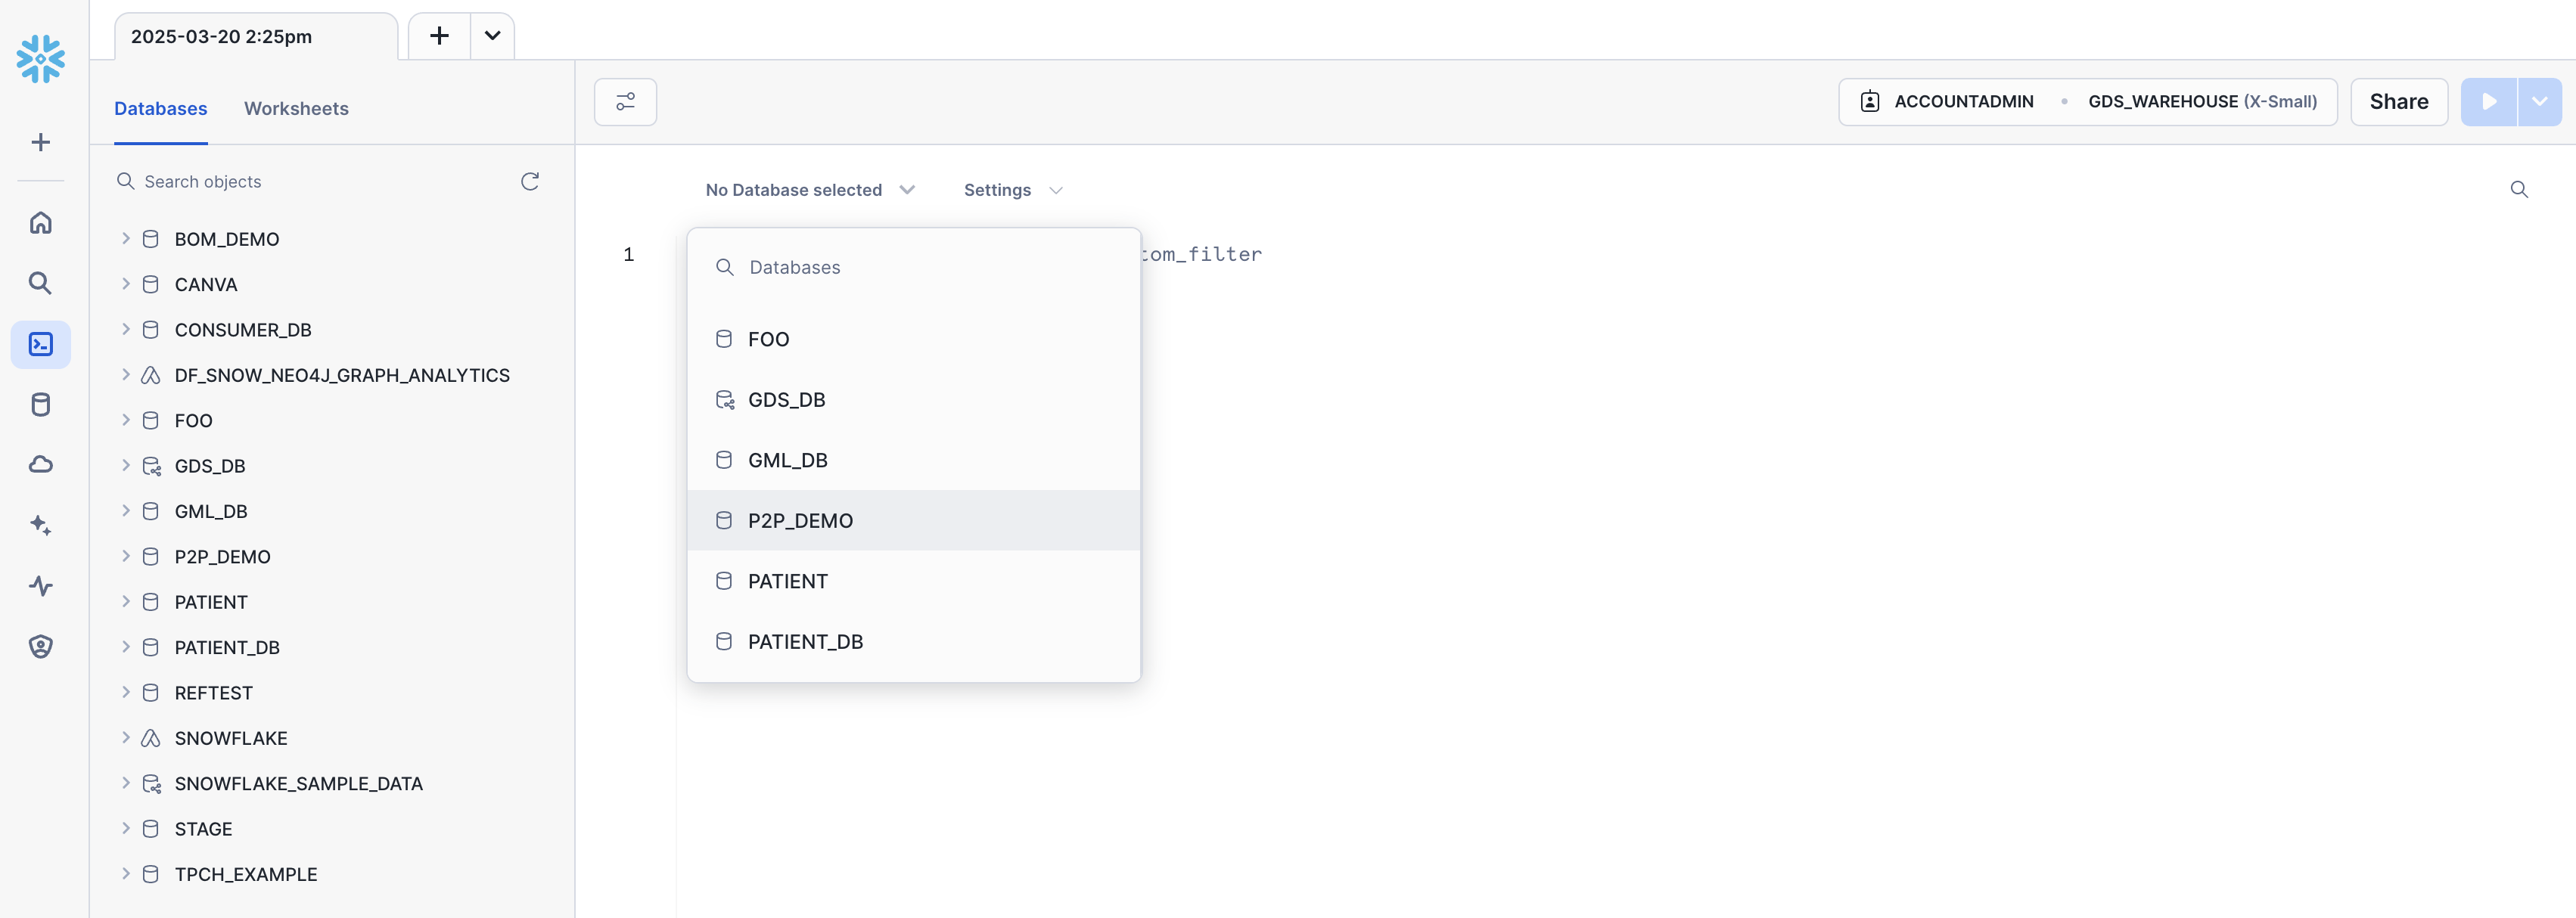 2025-03-20 2:25pm
Databases Worksheets
ACCOUNTADMIN • GDS_WAREHOUSE (X-Small) Share
Search objects
BOM_DEMO
CANVA
CONSUMER_DB
DF_SNOW_NEO4J_GRAPH_ANALYTICS
FOO
GDS_DB
GML_DB
P2P_DEMO
PATIENT
PATIENT_DB
REFTEST
SNOWFLAKE
SNOWFLAKE_SAMPLE_DATA
STAGE
TPCH_EXAMPLE
No Database selected Settings
1 tom_filter
Databases
FOO
GDS_DB
GML_DB
P2P_DEMO
PATIENT
PATIENT_DB